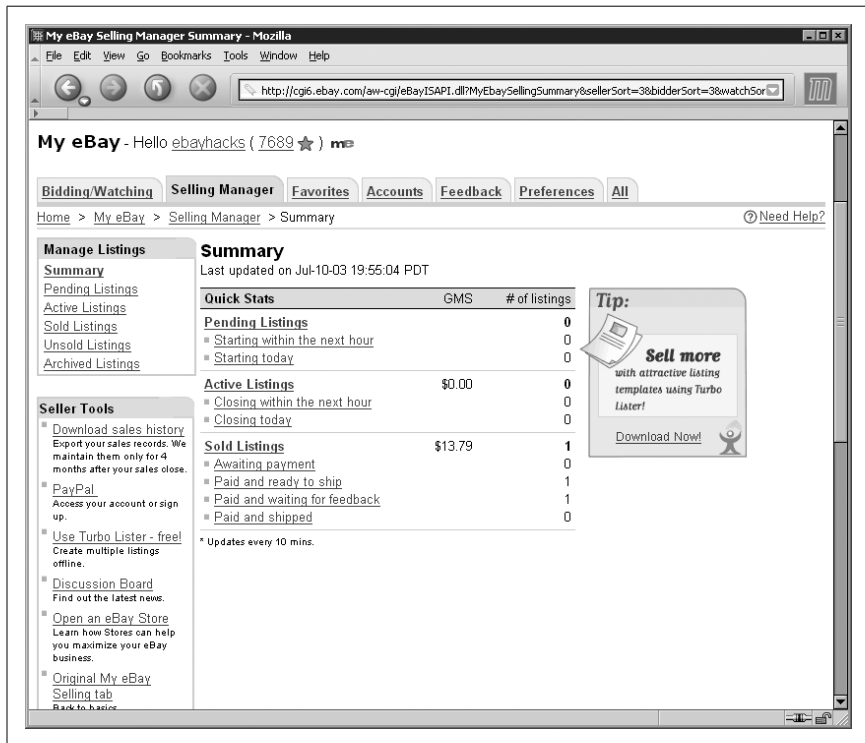 My eBay Selling Manager Summary - Mozilla
File Edit View Go Bookmarks Tools Window Help
http://cgi6.ebay.com/aw-cgi/eBayISAPI.dll?MyEbaySellingSummary&sellerSort=3&bidderSort=3&watchSor
My eBay - Hello ebayhacks ( 7689 ) me
Bidding/Watching Selling Manager Favorites Accounts Feedback Preferences All
Home > My eBay > Selling Manager > Summary
Need Help?
Manage Listings
Summary
Pending Listings
Active Listings
Sold Listings
Unsold Listings
Archived Listings
Seller Tools
Download sales history
Export your sales records. We
maintain them only for 4
months after your sales close.
PayPal
Access your account or sign
up.
Use Turbo Lister - free!
Create multiple listings
offline.
Discussion Board
Find out the latest news.
Open an eBay Store
Learn how Stores can help
you maximize your eBay
business.
Original My eBay
Selling tab
Back to basics
Summary
Last updated on Jul-10-03 19:55:04 PDT
Quick Stats GMS # of listings
Pending Listings 0
Starting within the next hour 0
Starting today 0
Active Listings $0.00 0
Closing within the next hour 0
Closing today 0
Sold Listings $13.79 1
Awaiting payment 0
Paid and ready to ship 1
Paid and waiting for feedback 1
Paid and shipped 0
* Updates every 10 mins.
Tip:
Sell more
with attractive listing
templates using Turbo
Lister!
Download Now!